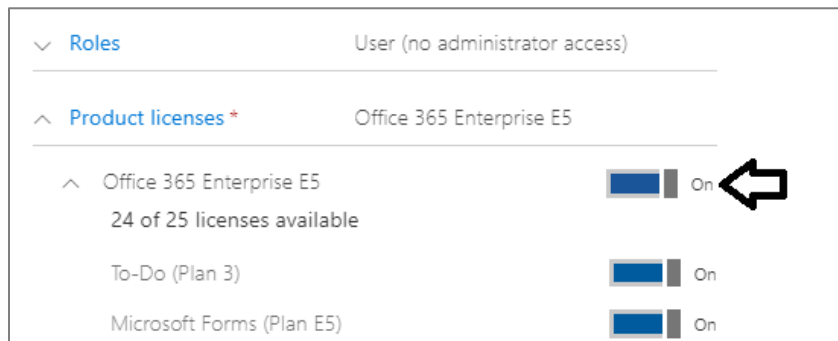 Roles User (no administrator access)
Product licenses * Office 365 Enterprise E5
Office 365 Enterprise E5 On
24 of 25 licenses available
To-Do (Plan 3) On
Microsoft Forms (Plan E5) On